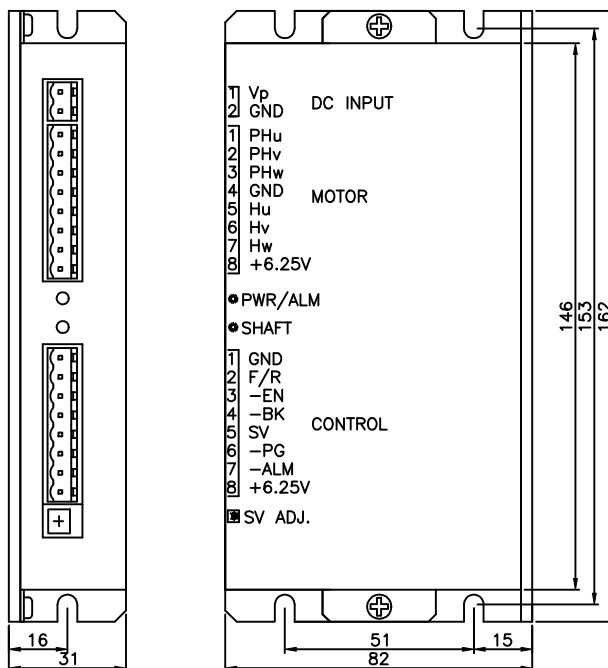 1 Vp
2 GND
DC INPUT
1 PHu
2 PHv
3 PHw
4 GND
5 Hu
6 Hv
7 Hw
8 +6.25V
MOTOR
PWR/ALM
SHAFT
1 GND
2 F/R
3 -EN
4 -BK
5 SV
6 -PG
7 -ALM
8 +6.25V
CONTROL
SV ADJ.
146
153
162
16
31
51
15
82